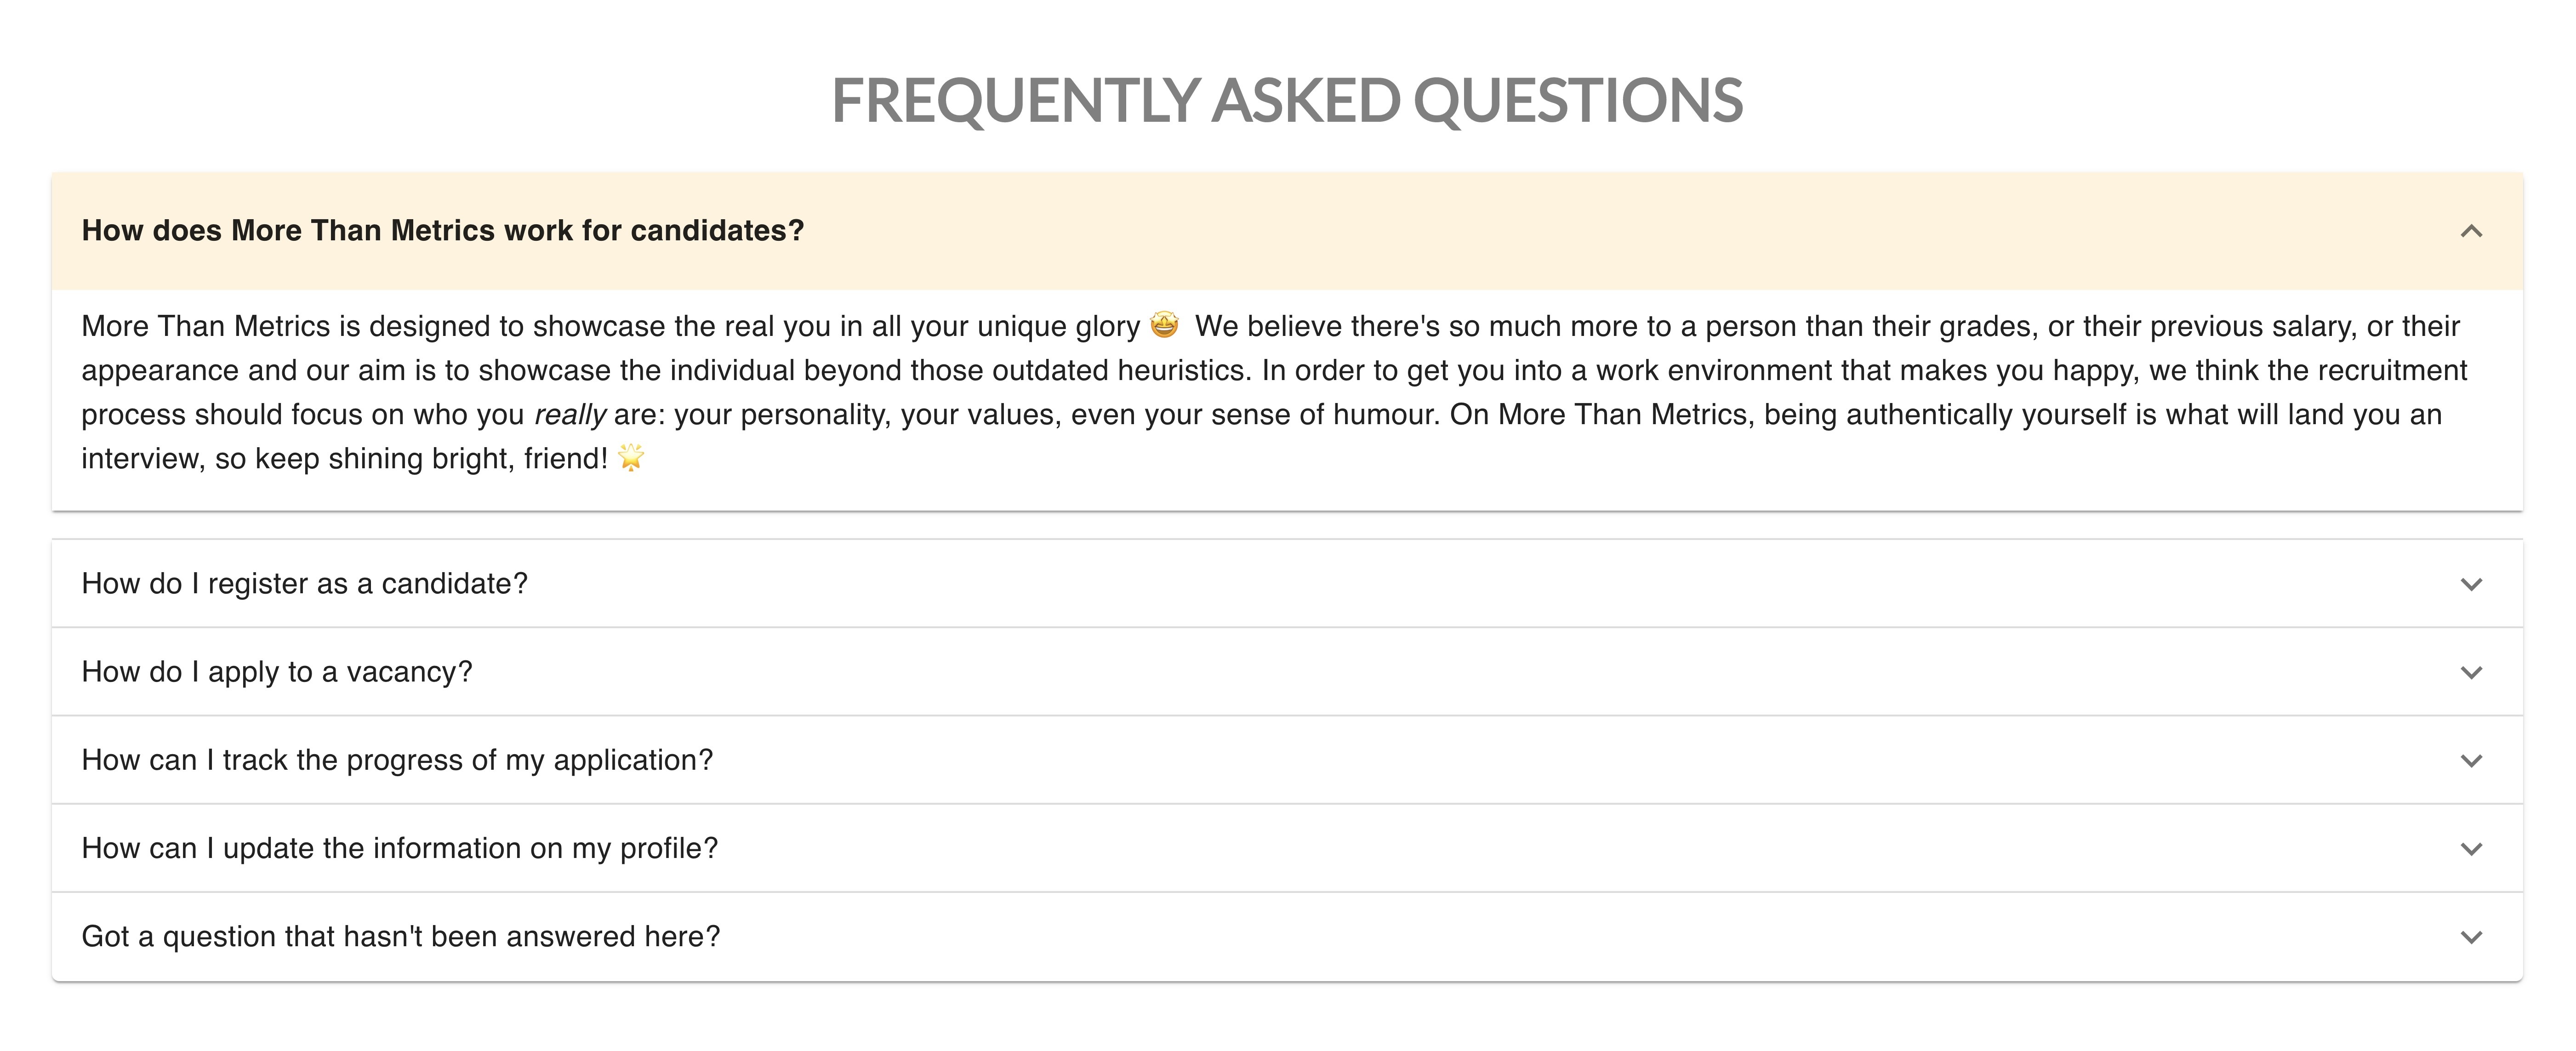 FREQUENTLY ASKED QUESTIONS
How does More Than Metrics work for candidates?
More Than Metrics is designed to showcase the real you in all your unique glory 🤩 We believe there's so much more to a person than their grades, or their previous salary, or their
appearance and our aim is to showcase the individual beyond those outdated heuristics. In order to get you into a work environment that makes you happy, we think the recruitment
process should focus on who you really are: your personality, your values, even your sense of humour. On More Than Metrics, being authentically yourself is what will land you an
interview, so keep shining bright, friend! 🌟
How do I register as a candidate?
How do I apply to a vacancy?
How can I track the progress of my application?
How can I update the information on my profile?
Got a question that hasn't been answered here?